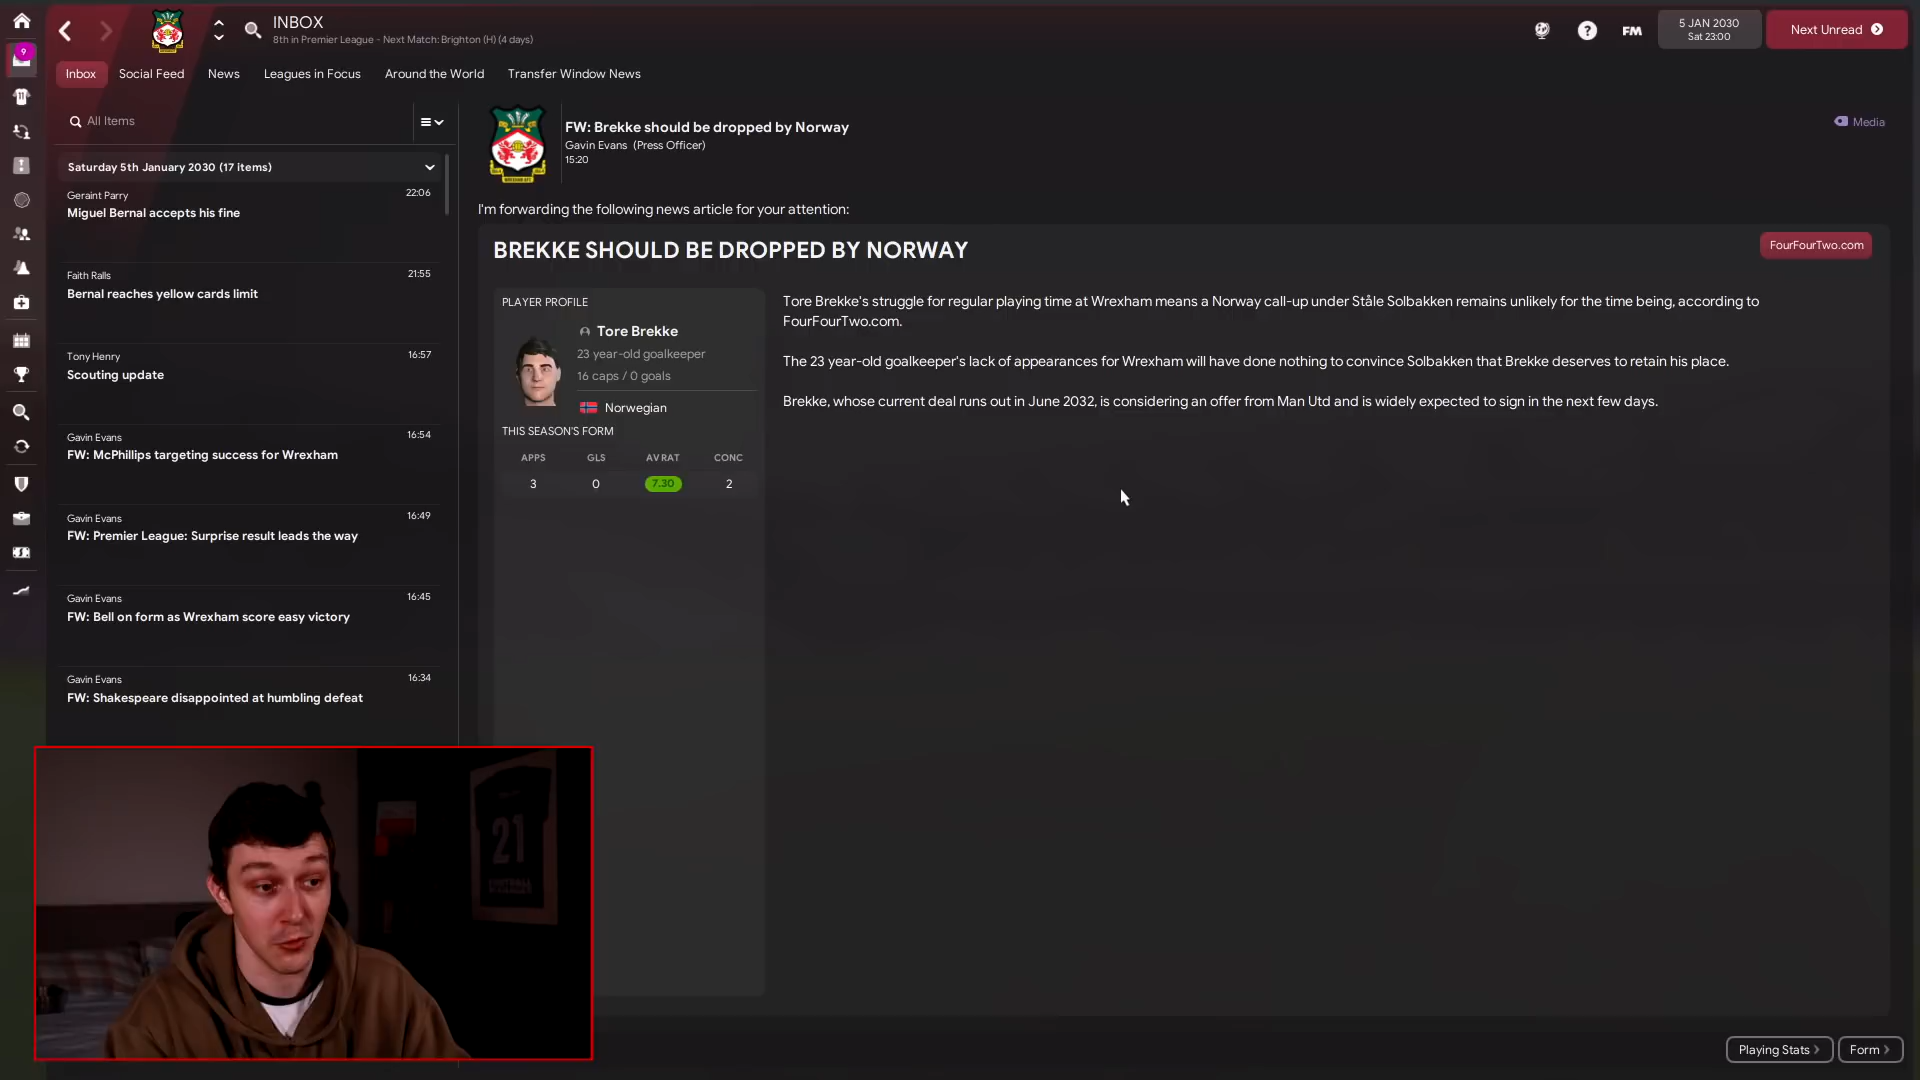 INBOX
8th in Premier League - Next Match: Brighton (H) (4 days)
5 JAN 2030
Sat 23:00
Next Unread
FM
9
Inbox
Social Feed
News
Leagues in Focus
Around the World
Transfer Window News
All Items
Saturday 5th January 2030 (17 items)
Geraint Parry
22:06
Miguel Bernal accepts his fine
Faith Ralls
21:55
Bernal reaches yellow cards limit
Tony Henry
16:57
Scouting update
Gavin Evans
16:54
FW: McPhillips targeting success for Wrexham
Gavin Evans
16:49
FW: Premier League: Surprise result leads the way
Gavin Evans
16:45
FW: Bell on form as Wrexham score easy victory
Gavin Evans
16:34
FW: Shakespeare disappointed at humbling defeat
FW: Brekke should be dropped by Norway
Gavin Evans (Press Officer)
15:20
Media
I'm forwarding the following news article for your attention:
BREKKE SHOULD BE DROPPED BY NORWAY
FourFourTwo.com
PLAYER PROFILE
Tore Brekke
23 year-old goalkeeper
16 caps / 0 goals
Norwegian
THIS SEASON'S FORM
APPS GLS AV RAT CONC
3 0 7.30 2
Tore Brekke's struggle for regular playing time at Wrexham means a Norway call-up under Ståle Solbakken remains unlikely for the time being, according to
FourFourTwo.com.
The 23 year-old goalkeeper's lack of appearances for Wrexham will have done nothing to convince Solbakken that Brekke deserves to retain his place.
Brekke, whose current deal runs out in June 2032, is considering an offer from Man Utd and is widely expected to sign in the next few days.
21
Playing Stats
Form